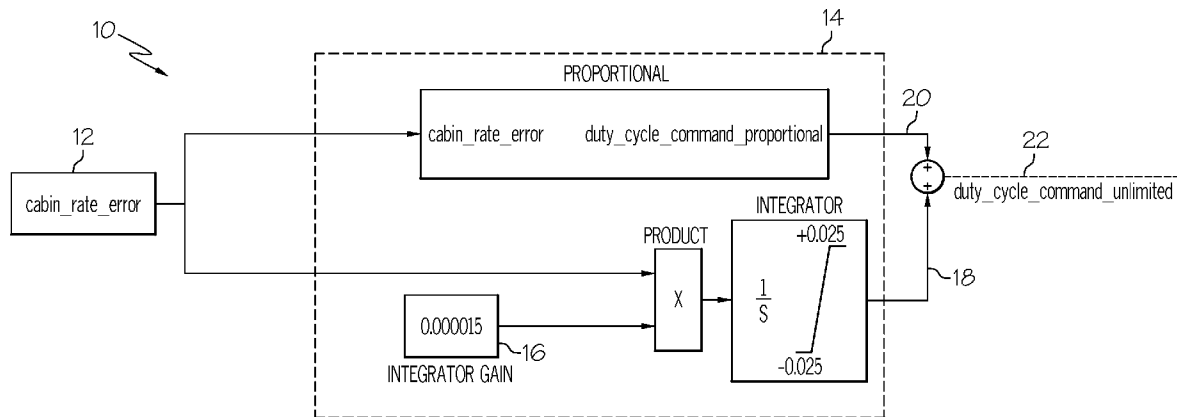 10
14
PROPORTIONAL
cabin_rate_error duty_cycle_command_proportional
20
12
cabin_rate_error
+
+
22
duty_cycle_command_unlimited
INTEGRATOR
PRODUCT
+0.025
X
1
S
18
0.000015
16
-0.025
INTEGRATOR GAIN